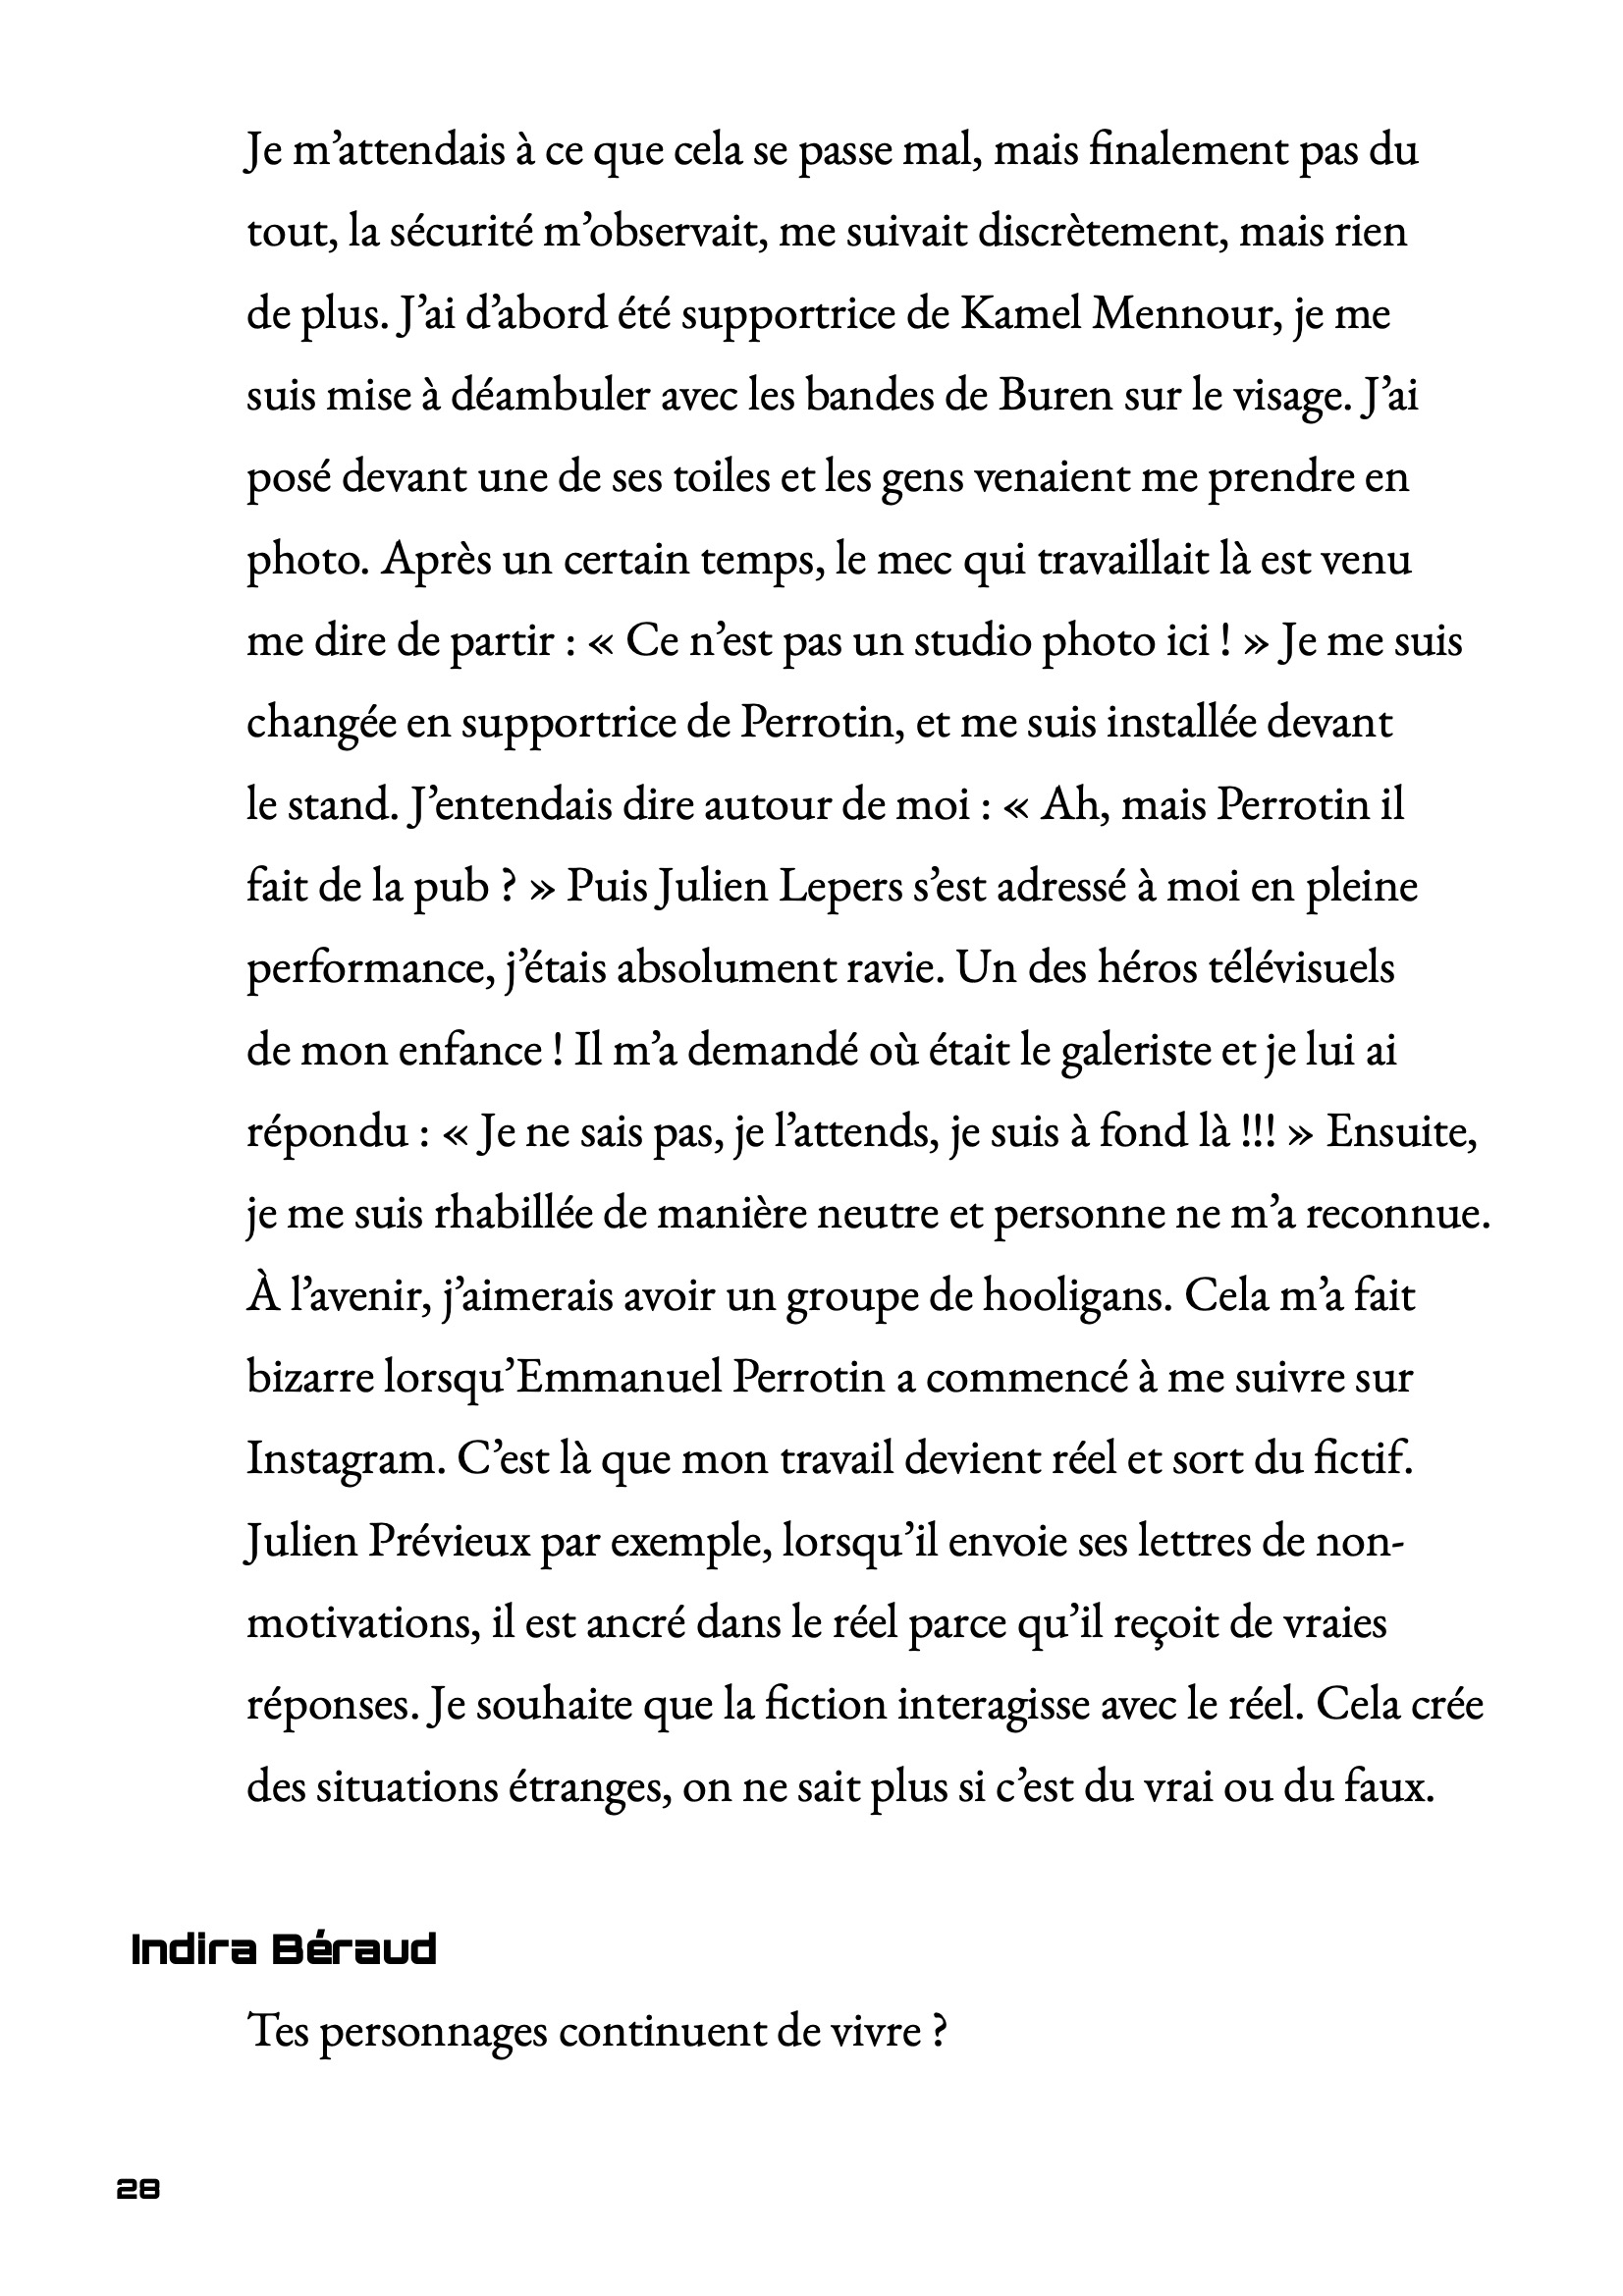 Je m’attendais à ce que cela se passe mal, mais finalement pas du
tout, la sécurité m’observait, me suivait discrètement, mais rien
de plus. J’ai d’abord été supportrice de Kamel Mennour, je me
suis mise à déambuler avec les bandes de Buren sur le visage. J’ai
posé devant une de ses toiles et les gens venaient me prendre en
photo. Après un certain temps, le mec qui travaillait là est venu
me dire de partir : « Ce n’est pas un studio photo ici ! » Je me suis
changée en supportrice de Perrotin, et me suis installée devant
le stand. J’entendais dire autour de moi : « Ah, mais Perrotin il
fait de la pub ? » Puis Julien Lepers s’est adressé à moi en pleine
performance, j’étais absolument ravie. Un des héros télévisuels
de mon enfance ! Il m’a demandé où était le galeriste et je lui ai
répondu : « Je ne sais pas, je l’attends, je suis à fond là !!! » Ensuite,
je me suis rhabillée de manière neutre et personne ne m’a reconnue.
À l’avenir, j’aimerais avoir un groupe de hooligans. Cela m’a fait
bizarre lorsqu’Emmanuel Perrotin a commencé à me suivre sur
Instagram. C’est là que mon travail devient réel et sort du fictif.
Julien Prévieux par exemple, lorsqu’il envoie ses lettres de non-
motivations, il est ancré dans le réel parce qu’il reçoit de vraies
réponses. Je souhaite que la fiction interagisse avec le réel. Cela crée
des situations étranges, on ne sait plus si c’est du vrai ou du faux.
Indira Béraud
Tes personnages continuent de vivre ?
28